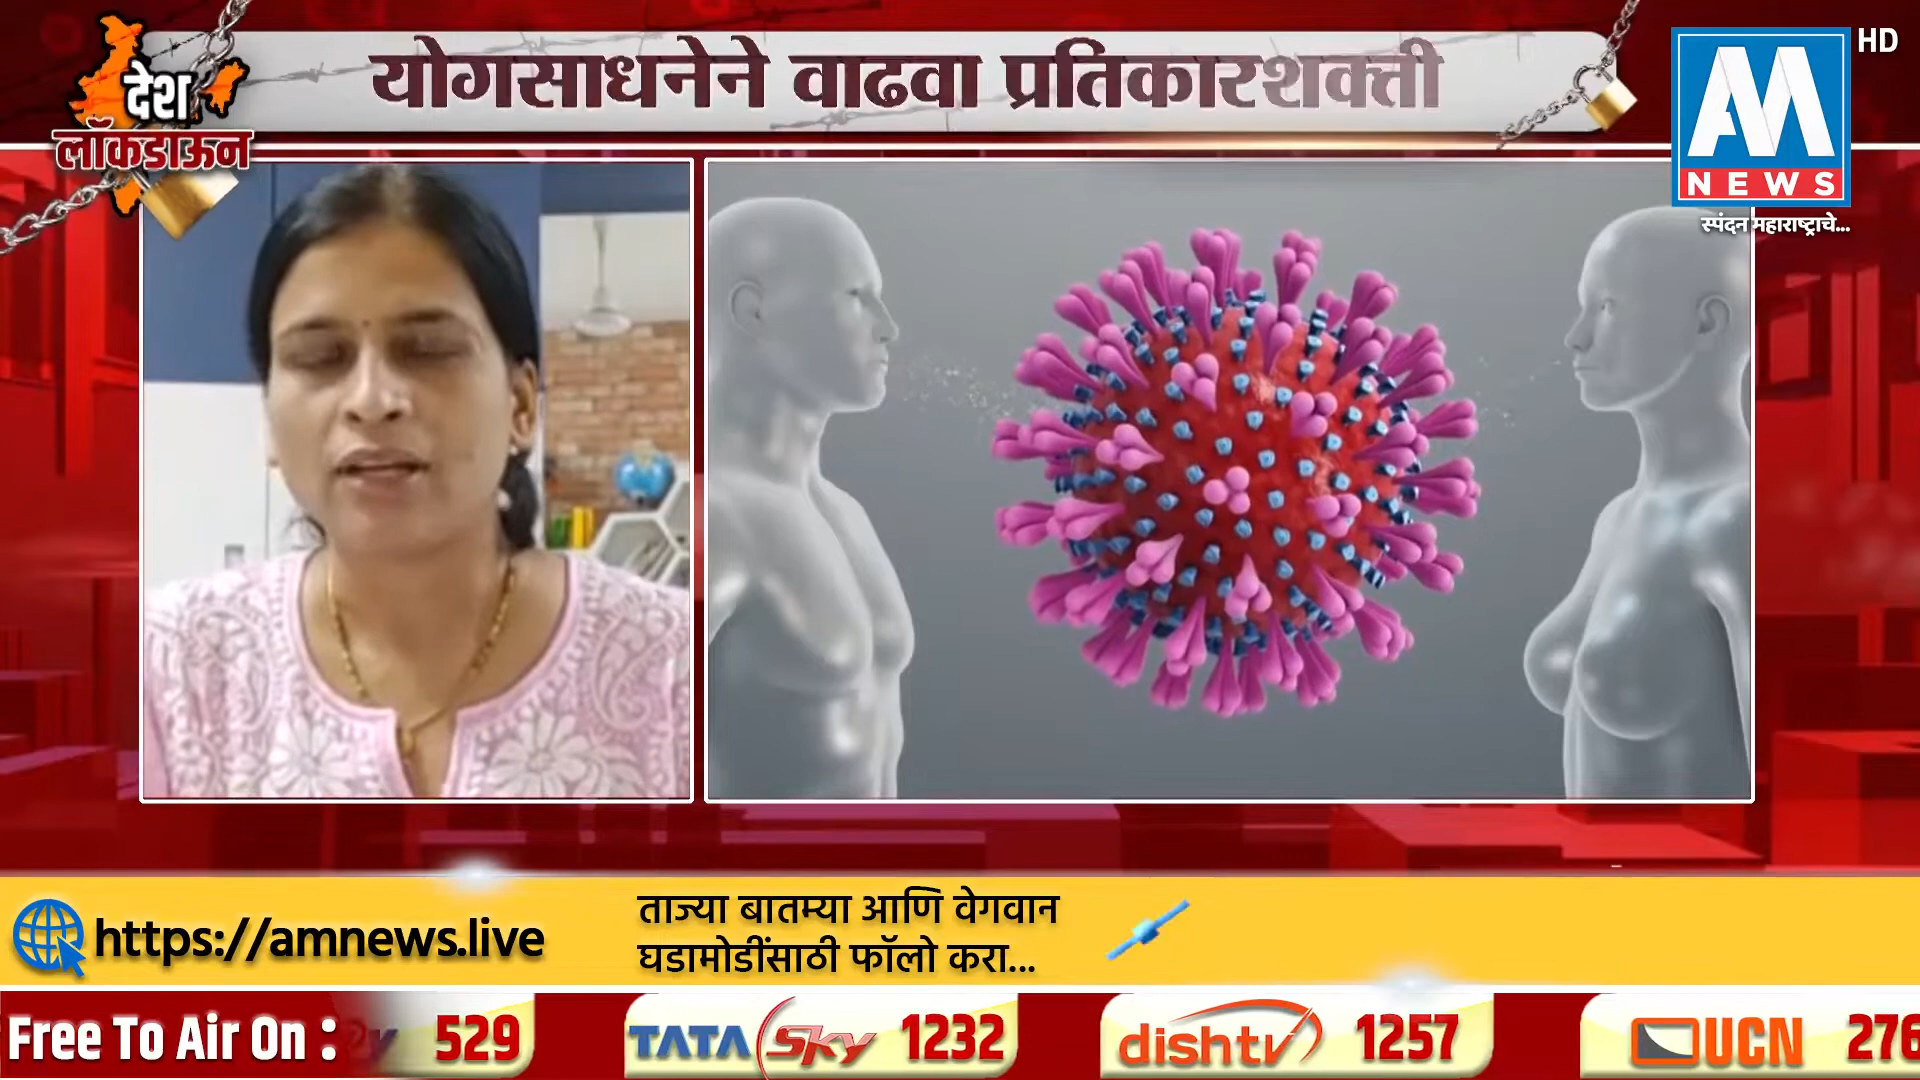 योगसाधनेने वाढवा प्रतिकारशक्ती
देश
लॉकडाऊन
AM
NEWS
HD
स्पंदन महाराष्ट्राचे...
https://amnews.live
ताज्या बातम्या आणि वेगवान
घडामोडींसाठी फॉलो करा...
Free To Air On :
529
TATA Sky 1232
dishtv 1257
UCN 276